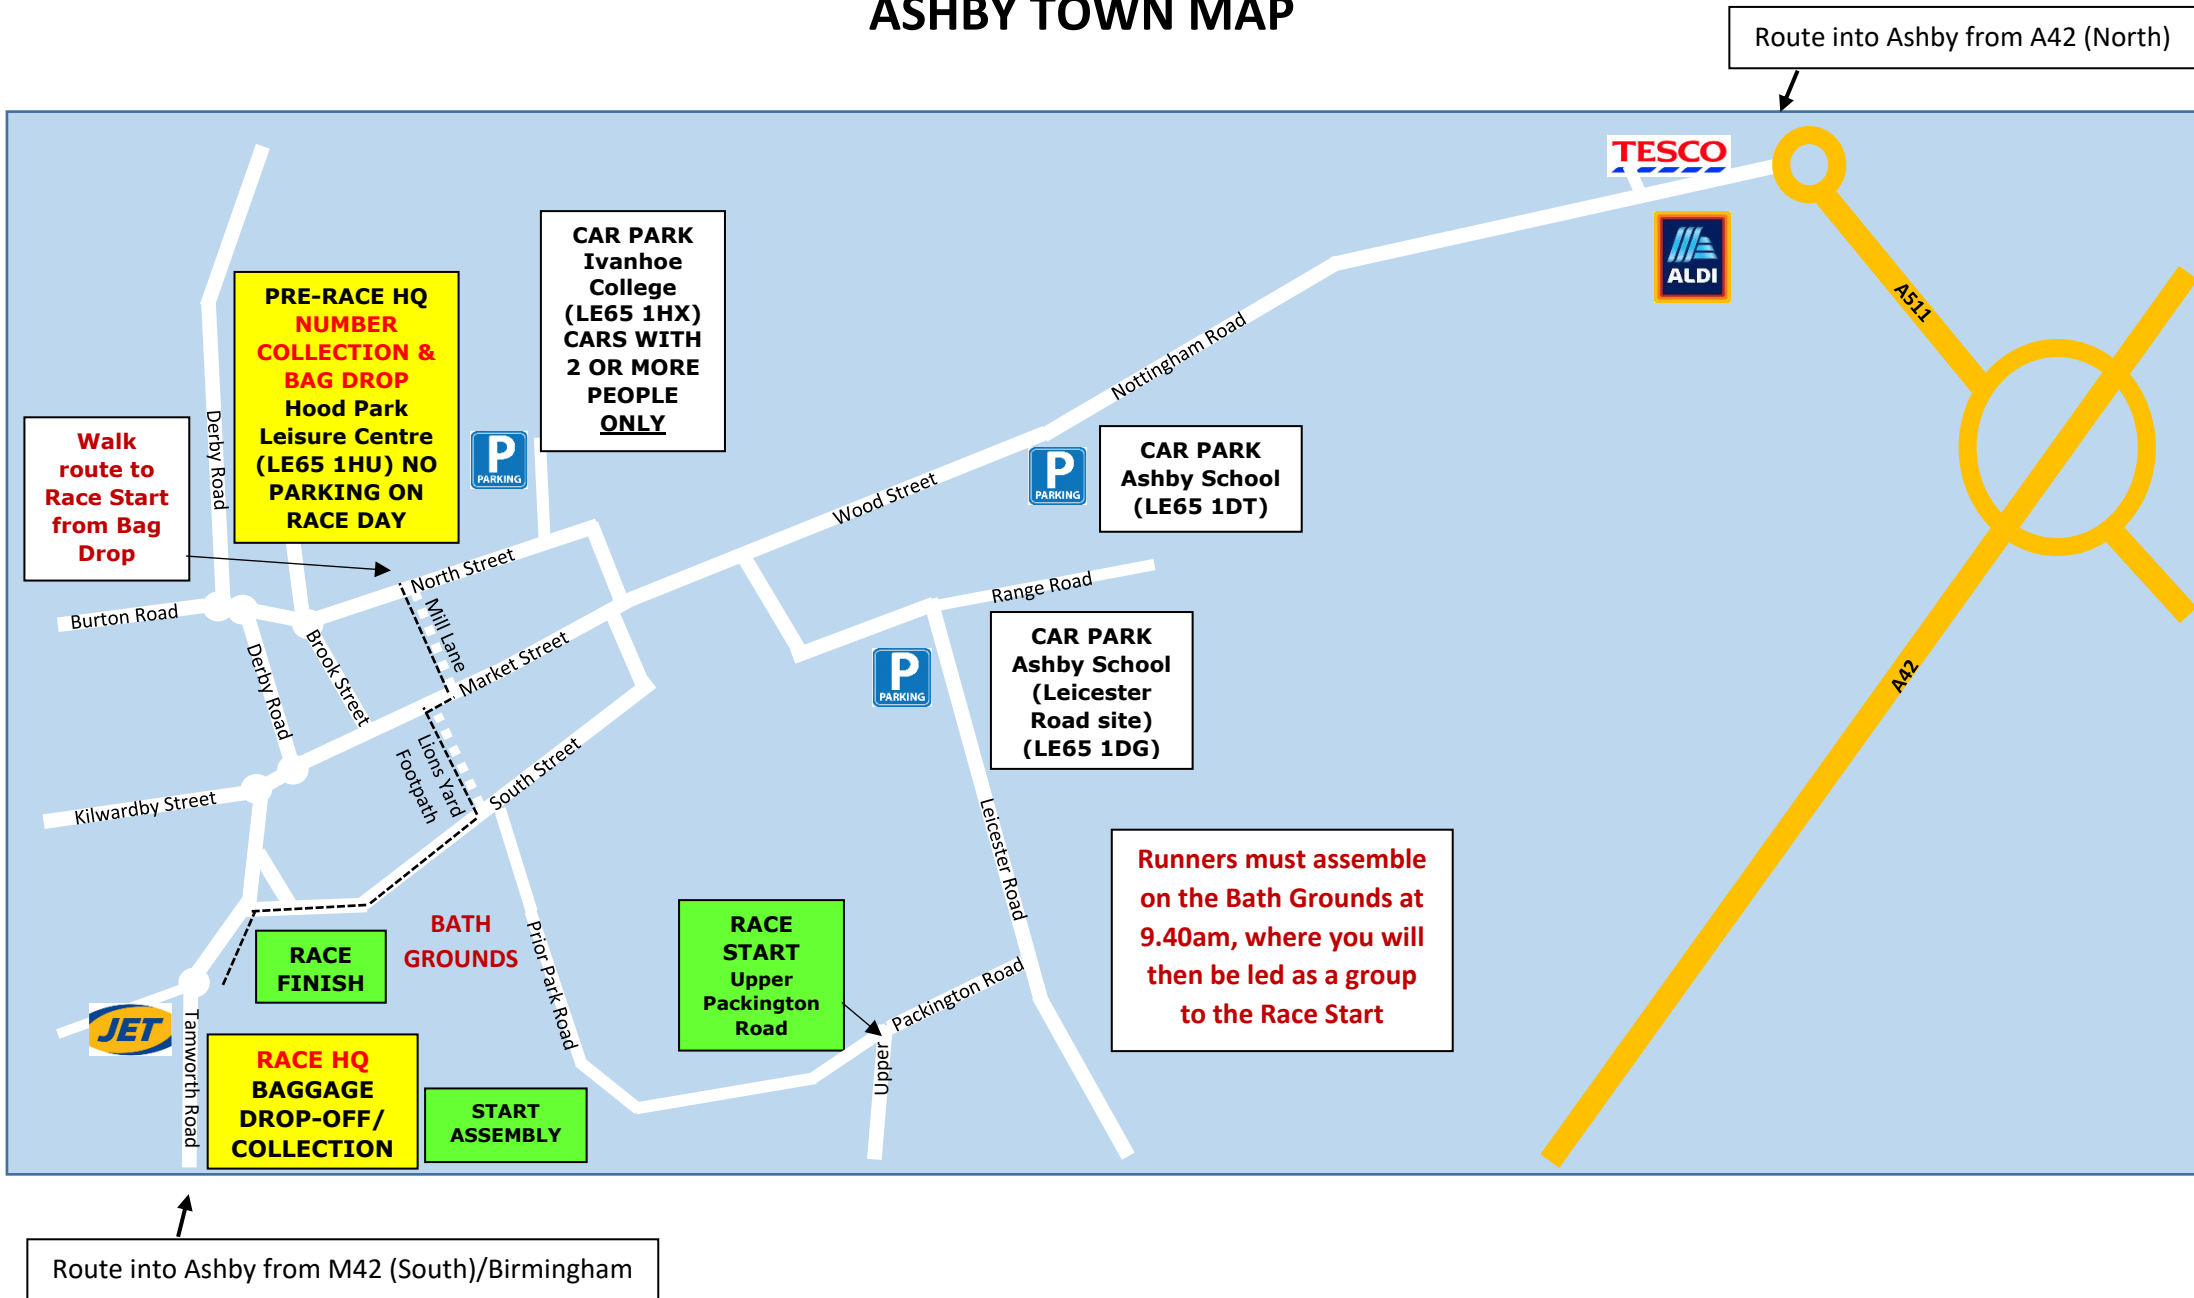 ASHBY TOWN MAP
Route into Ashby from A42 (North)
TESCO
ALDI
A511
A42
CAR PARK
Ivanhoe
College
(LE65 1HX)
CARS WITH
2 OR MORE
PEOPLE
ONLY
PRE-RACE HQ
NUMBER
COLLECTION &
BAG DROP
Hood Park
Leisure Centre
(LE65 1HU) NO
PARKING ON
RACE DAY
Walk
route to
Race Start
from Bag
Drop
Derby Road
P
PARKING
Nottingham Road
Wood Street
P
PARKING
CAR PARK
Ashby School
(LE65 1DT)
North Street
Burton Road
Mill Lane
Brook Street
Derby Road
Market Street
Range Road
CAR PARK
Ashby School
(Leicester
Road site)
(LE65 1DG)
P
PARKING
Lions Yard
Footpath
South Street
Kilwardby Street
Leicester Road
Runners must assemble
on the Bath Grounds at
9.40am, where you will
then be led as a group
to the Race Start
BATH
GROUNDS
RACE
FINISH
Prior Park Road
RACE
START
Upper
Packington
Road
Packington Road
Upper
JET
Tamworth Road
RACE HQ
BAGGAGE
DROP-OFF/
COLLECTION
START
ASSEMBLY
Route into Ashby from M42 (South)/Birmingham